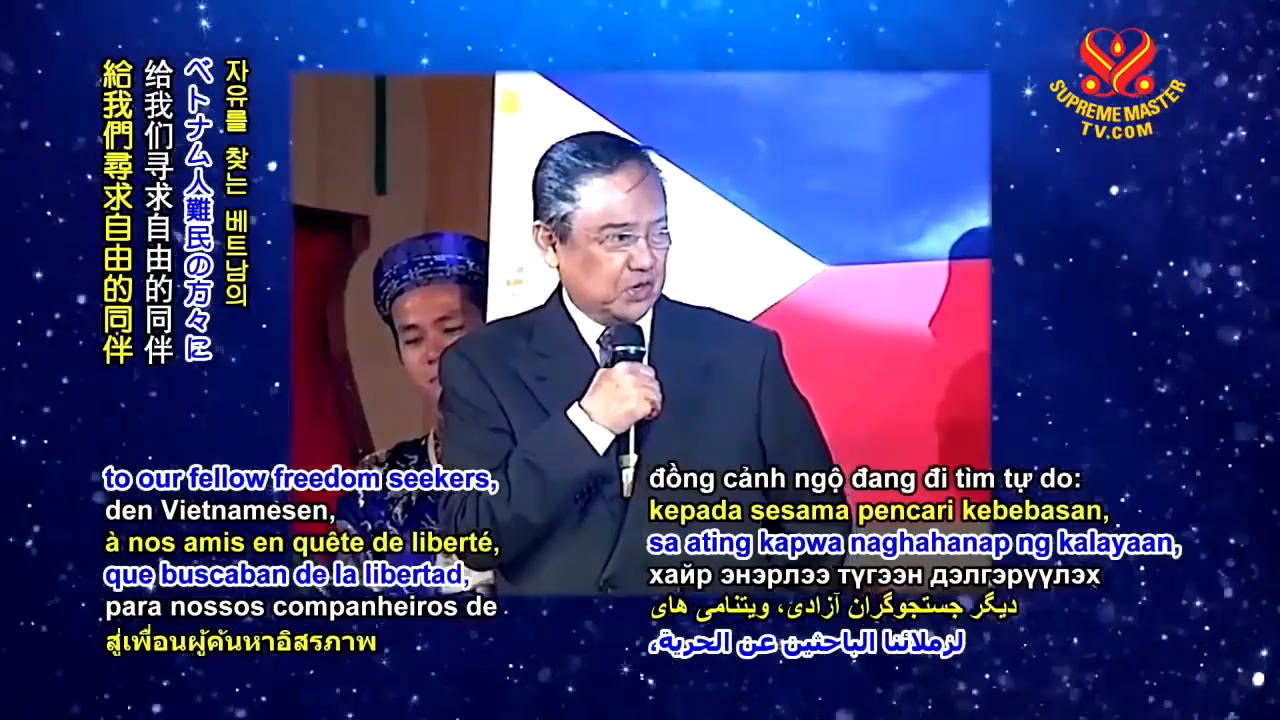 給我們尋求自由的同伴
给我们寻求自由的同伴
ベトナム人難民の方々に
자유를 찾는 베트남의
SUPREME MASTER
TV.COM
to our fellow freedom seekers,
den Vietnamesen,
à nos amis en quête de liberté,
que buscaban de la libertad,
para nossos companheiros de
สู่เพื่อนผู้ค้นหาอิสรภาพ
đồng cảnh ngộ đang đi tìm tự do:
kepada sesama pencari kebebasan,
sa ating kapwa naghahanap ng kalayaan,
хайр энэрлээ түгээн дэлгэрүүлэх
دیگر جستجوگران آزادی، ویتنامی های
لزملائنا الباحثين عن الحرية،